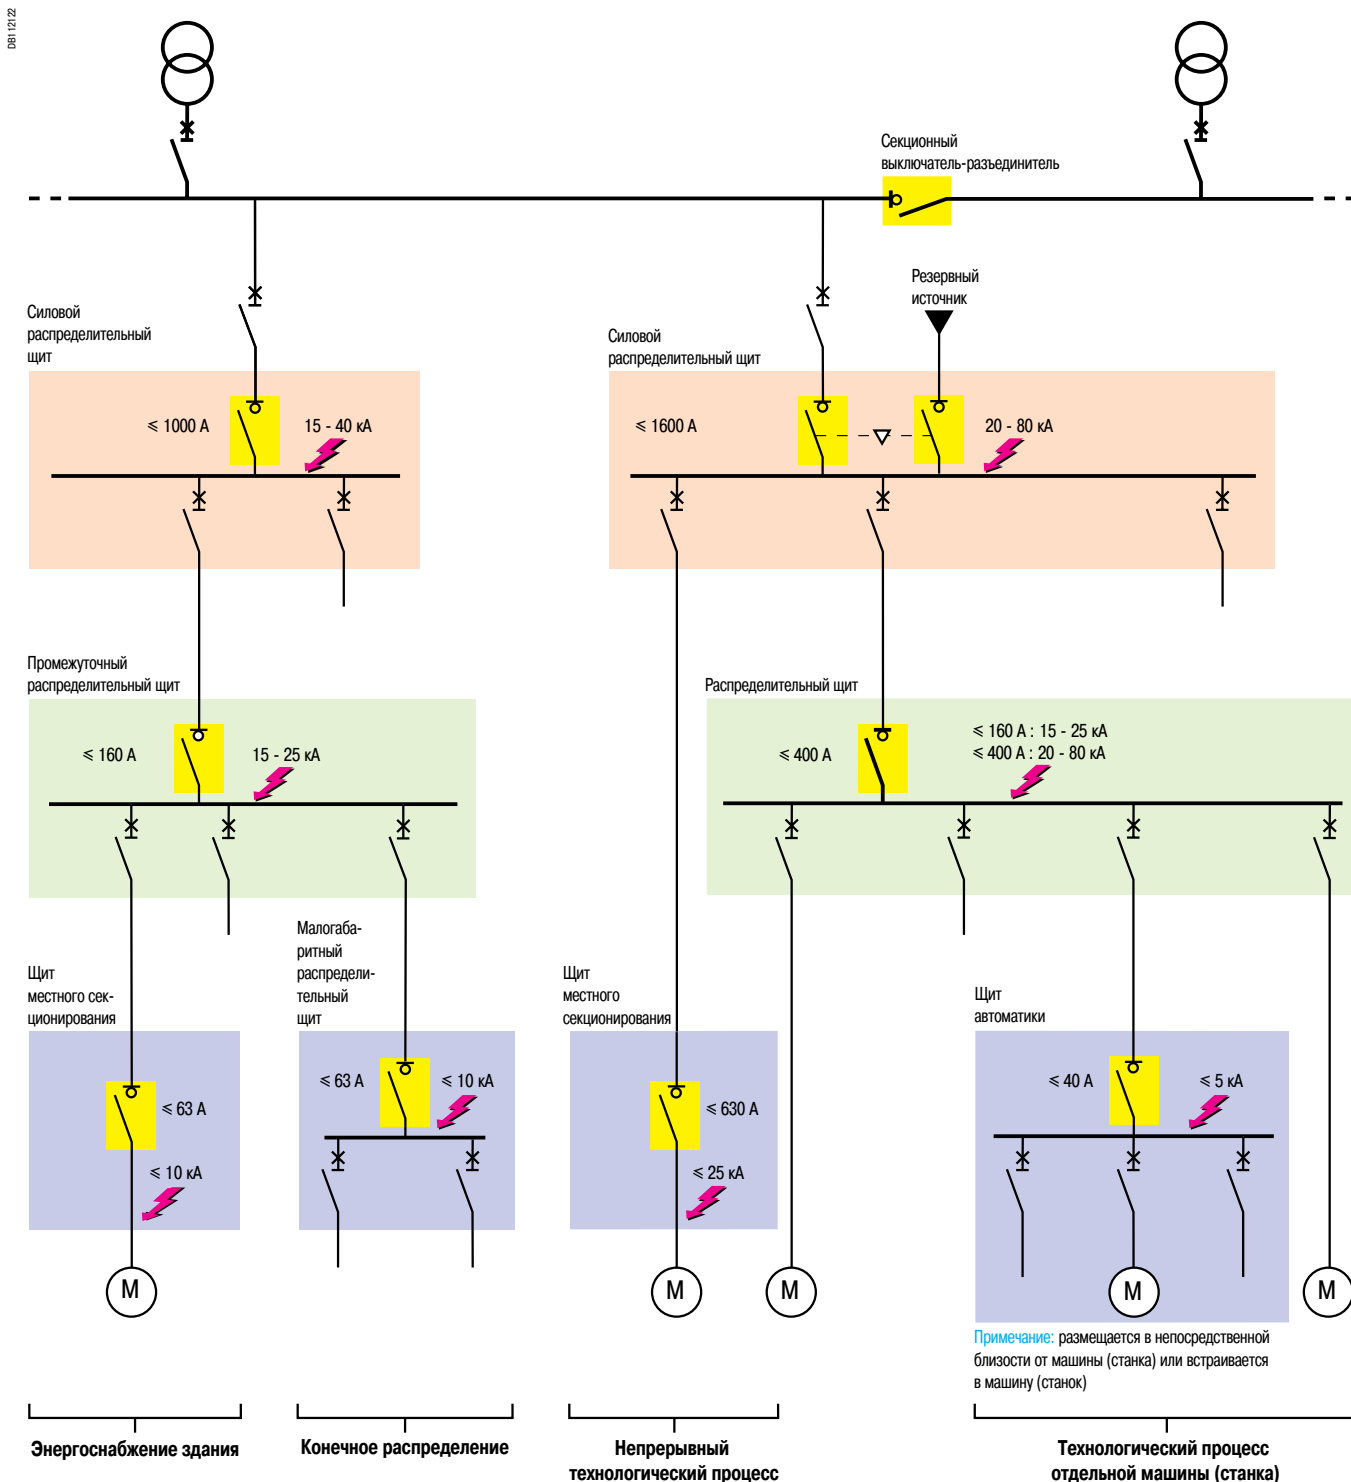 DB112122
Секционный
выключатель-разъединитель
Резервный
источник
Силовой
распределительный
щит
Силовой
распределительный щит
≤ 1000 А
15 - 40 кА
≤ 1600 А
20 - 80 кА
Промежуточный
распределительный щит
Распределительный щит
≤ 160 А
15 - 25 кА
≤ 400 А
≤ 160 А : 15 - 25 кА
≤ 400 А : 20 - 80 кА
Щит
местного сек-
ционирования
Малогаба-
ритный
распредели-
тельный
щит
Щит
местного
секционирования
Щит
автоматики
≤ 63 А
≤ 10 кА
≤ 63 А
≤ 10 кА
≤ 630 А
≤ 25 кА
≤ 40 А
≤ 5 кА
М
М
М
М
М
Примечание: размещается в непосредственной
близости от машины (станка) или встраивается
в машину (станок)
Энергоснабжение здания
Конечное распределение
Непрерывный
технологический процесс
Технологический процесс
отдельной машины (станка)